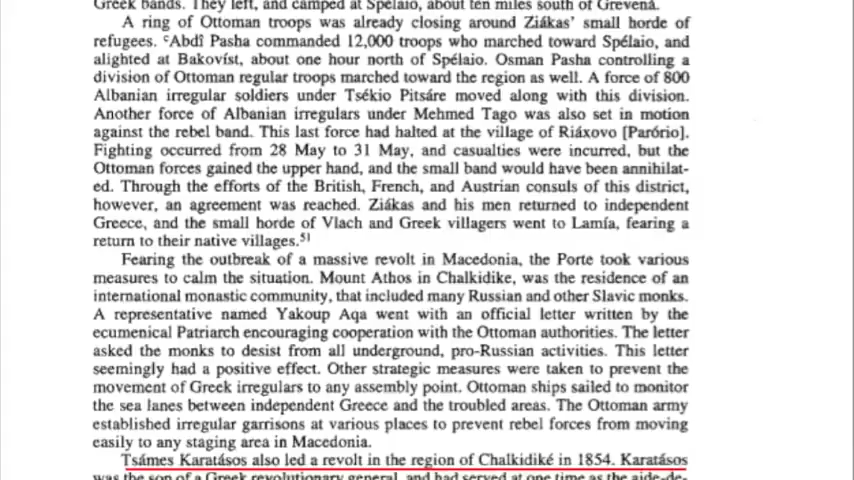 Greek bands. They left, and camped at Spélaio, about ten miles south of Grevená.
A ring of Ottoman troops was already closing around Ziákas' small horde of
refugees. ᶜAbdî Pasha commanded 12,000 troops who marched toward Spélaio, and
alighted at Bakovíst, about one hour north of Spélaio. Osman Pasha controlling a
division of Ottoman regular troops marched toward the region as well. A force of 800
Albanian irregular soldiers under Tsékio Pitsáre moved along with this division.
Another force of Albanian irregulars under Mehmed Tago was also set in motion
against the rebel band. This last force had halted at the village of Riáxovo [Parório].
Fighting occurred from 28 May to 31 May, and casualties were incurred, but the
Ottoman forces gained the upper hand, and the small band would have been annihilat-
ed. Through the efforts of the British, French, and Austrian consuls of this district,
however, an agreement was reached. Ziákas and his men returned to independent
Greece, and the small horde of Vlach and Greek villagers went to Lamía, fearing a
return to their native villages.⁵¹
Fearing the outbreak of a massive revolt in Macedonia, the Porte took various
measures to calm the situation. Mount Athos in Chalkidike, was the residence of an
international monastic community, that included many Russian and other Slavic monks.
A representative named Yakoup Aqa went with an official letter written by the
ecumenical Patriarch encouraging cooperation with the Ottoman authorities. The letter
asked the monks to desist from all underground, pro-Russian activities. This letter
seemingly had a positive effect. Other strategic measures were taken to prevent the
movement of Greek irregulars to any assembly point. Ottoman ships sailed to monitor
the sea lanes between independent Greece and the troubled areas. The Ottoman army
established irregular garrisons at various places to prevent rebel forces from moving
easily to any staging area in Macedonia.
Tsámes Karatásos also led a revolt in the region of Chalkidiké in 1854. Karatásos
was the son of a Greek revolutionary general, and had served at one time as the aide-de-